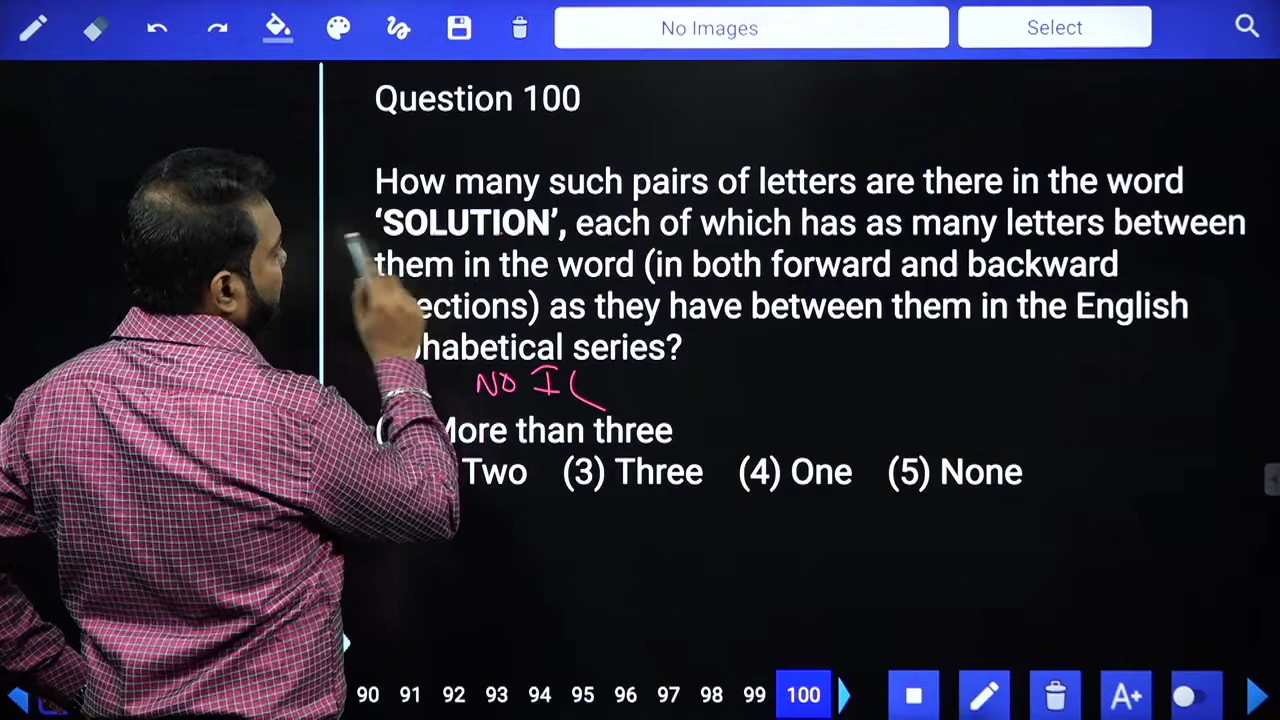 No Images
Select
Question 100
How many such pairs of letters are there in the word
‘SOLUTION’, each of which has as many letters between
them in the word (in both forward and backward
as they have between them in the English
series?
NO I
More than three
Two (3) Three (4) One (5) None
90 91 92 93 94 95 96 97 98 99 100
A+